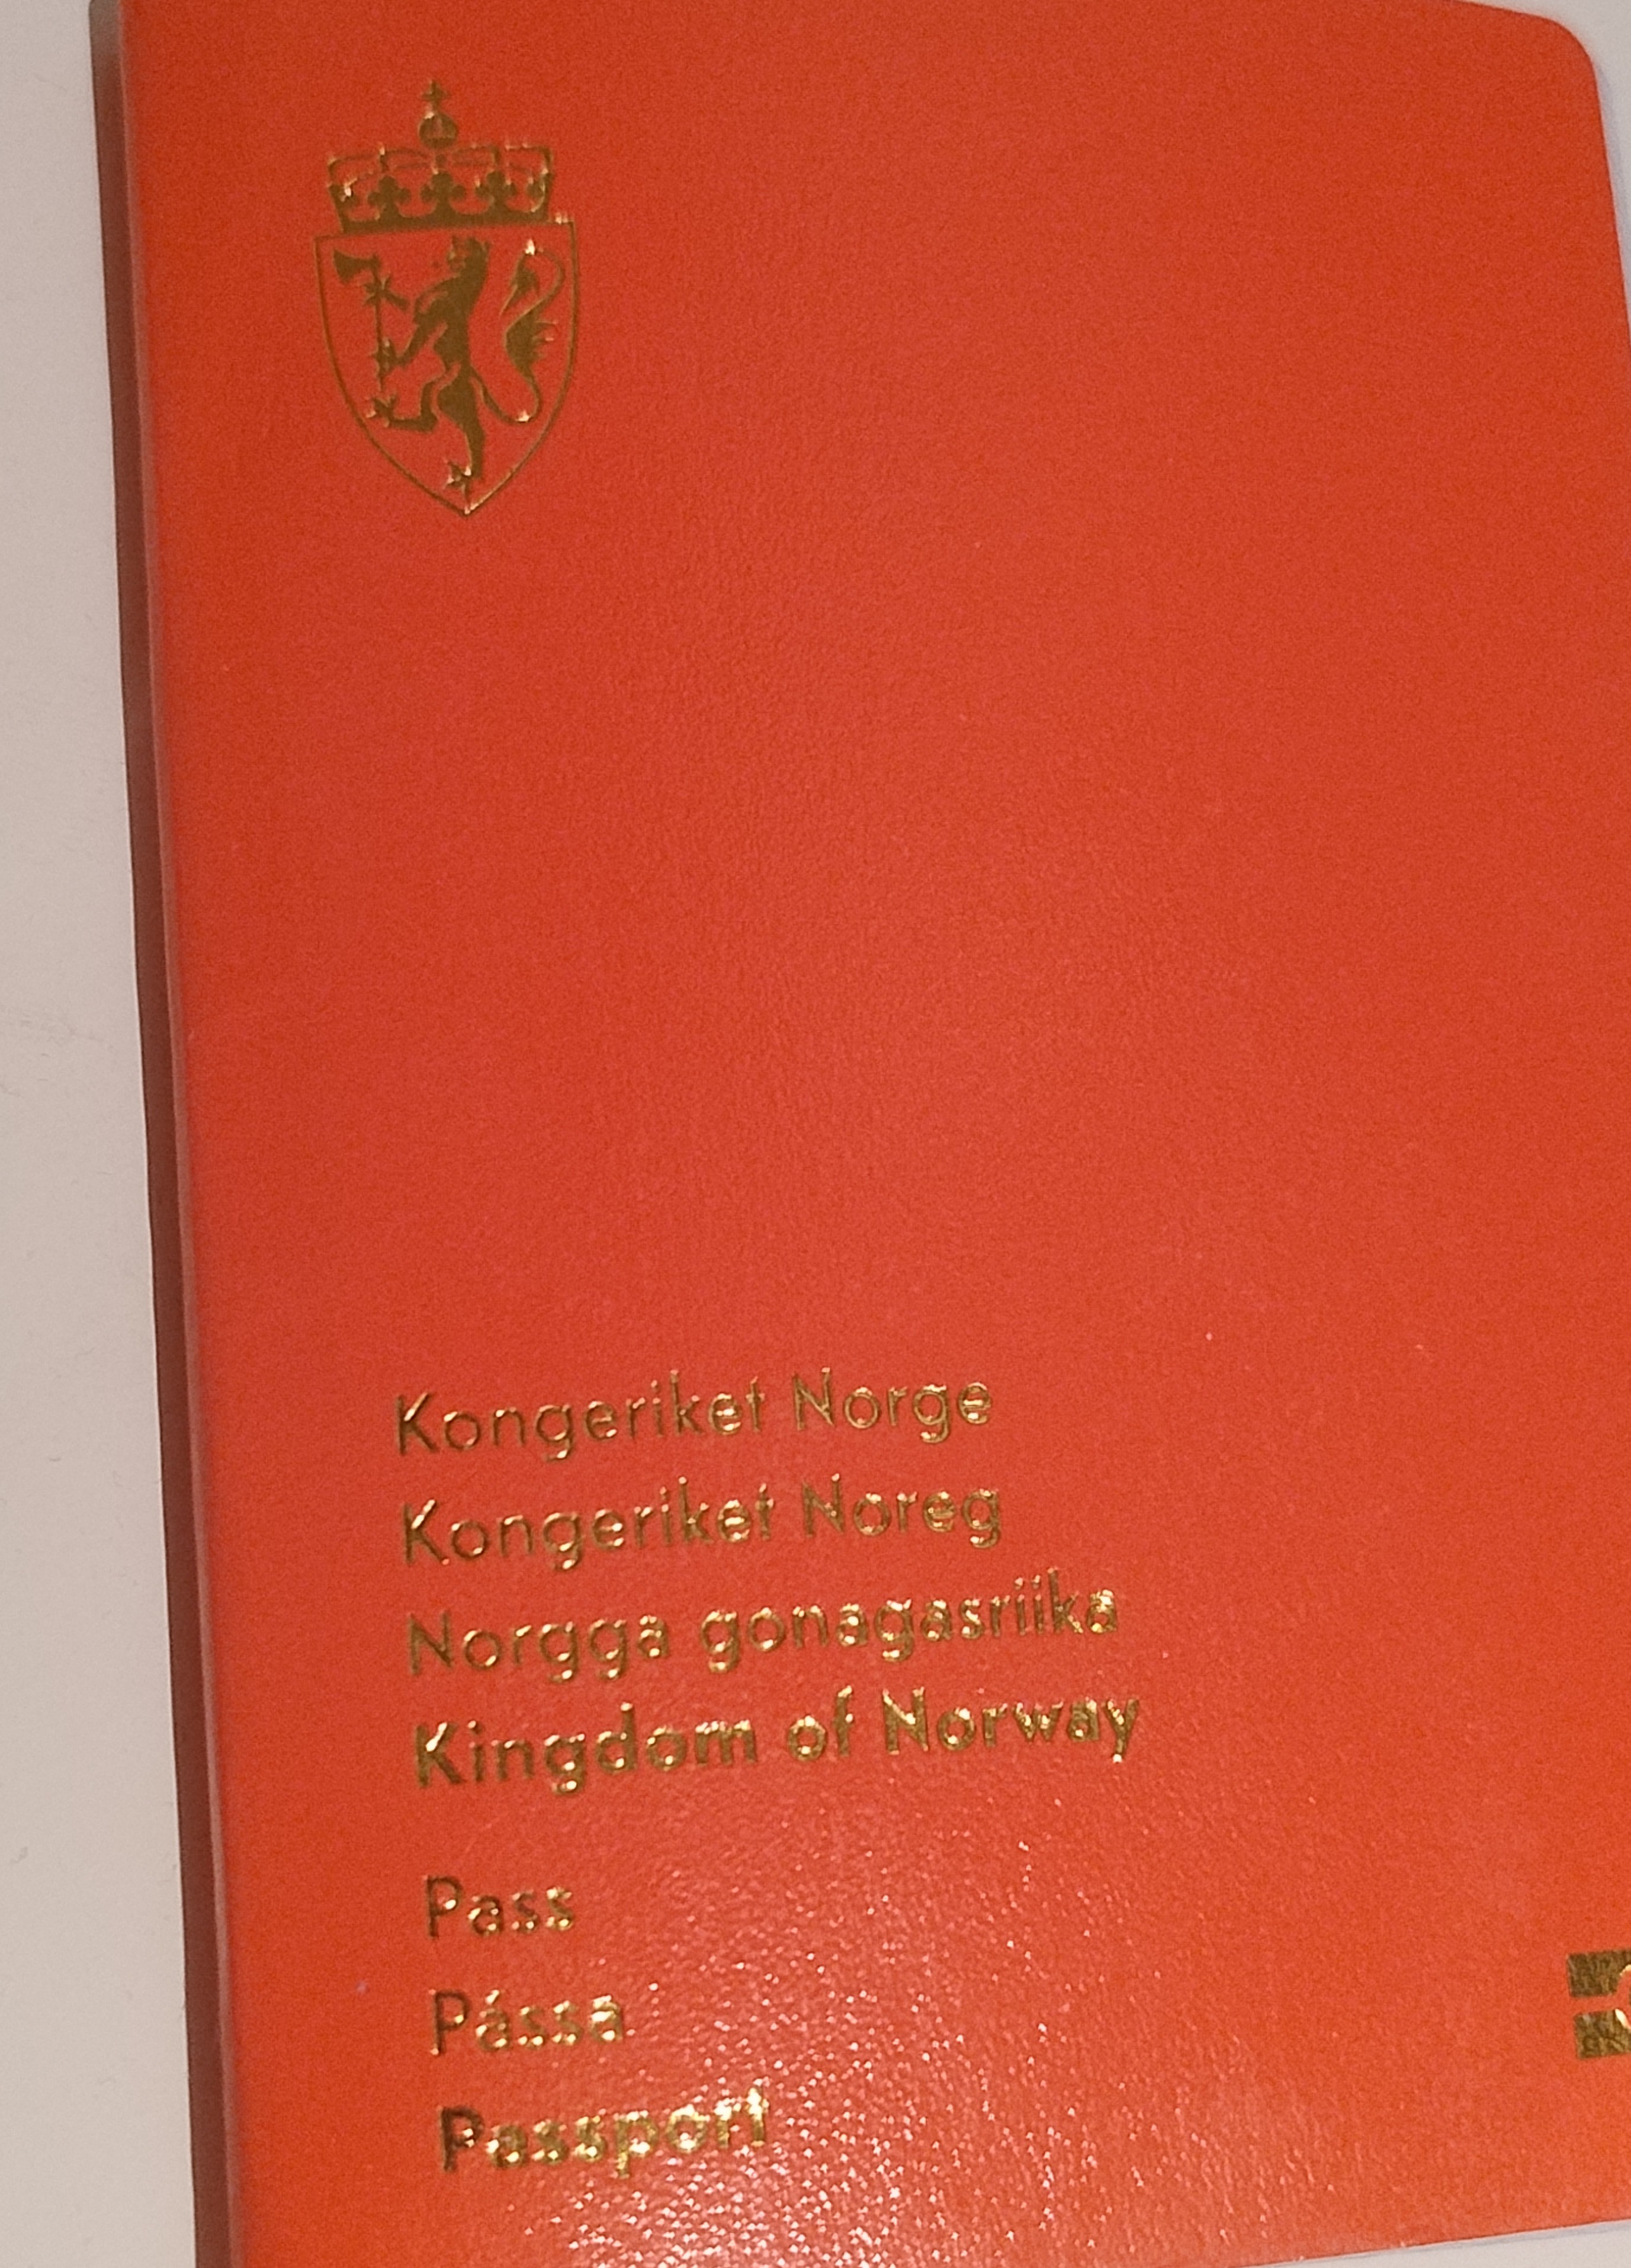 Kongeriket Norge
Kongeriket Noreg
Norgga gonagasriika
Kingdom of Norway
Pass
Pássa
Passport